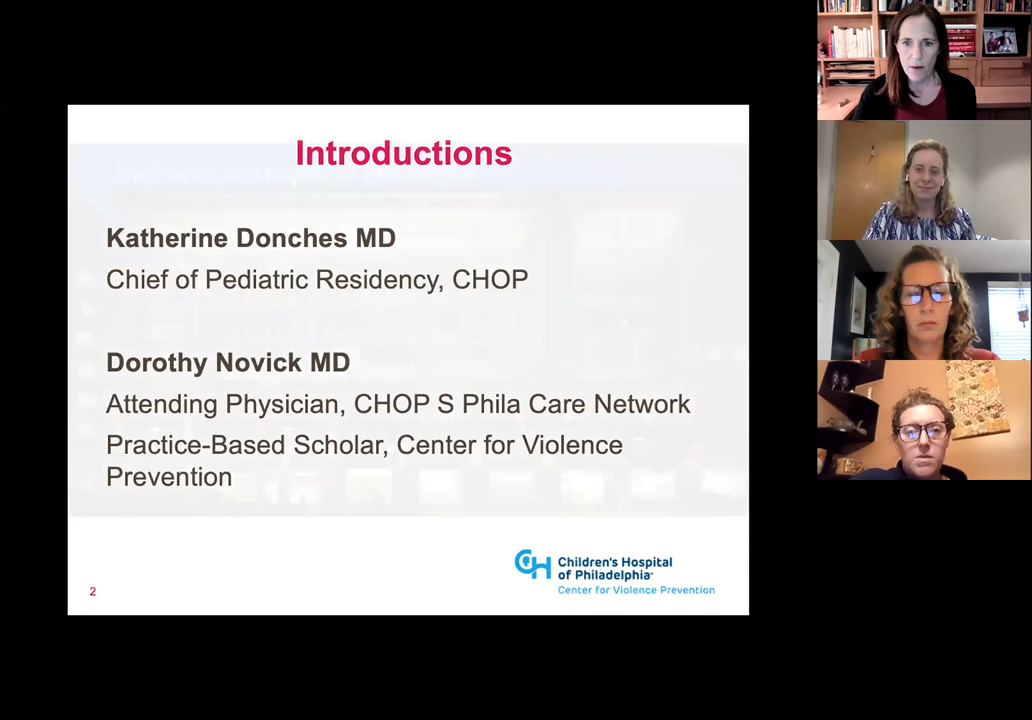 Introductions
Katherine Donches MD
Chief of Pediatric Residency, CHOP
Dorothy Novick MD
Attending Physician, CHOP S Phila Care Network
Practice-Based Scholar, Center for Violence
Prevention
CH
Children's Hospital
of Philadelphia
Center for Violence Prevention
2